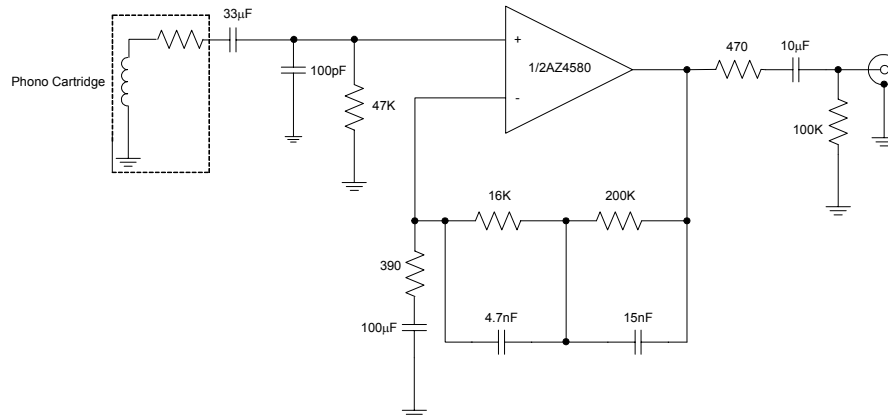 33μF
470
10μF
+
1/2AZ4580
Phono Cartridge
100pF
-
47K
100K
16K
200K
390
4.7nF
15nF
100μF